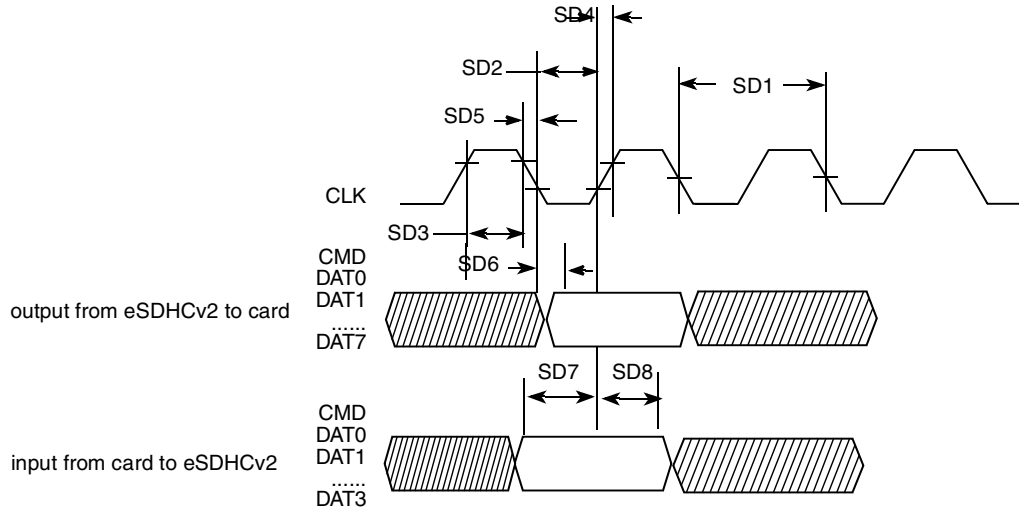 SD4
SD2
SD1
SD5
CLK
SD3
CMD
SD6
DAT0
output from eSDHCv2 to card
DAT1
......
DAT7
SD7
SD8
CMD
DAT0
input from card to eSDHCv2
DAT1
......
DAT3